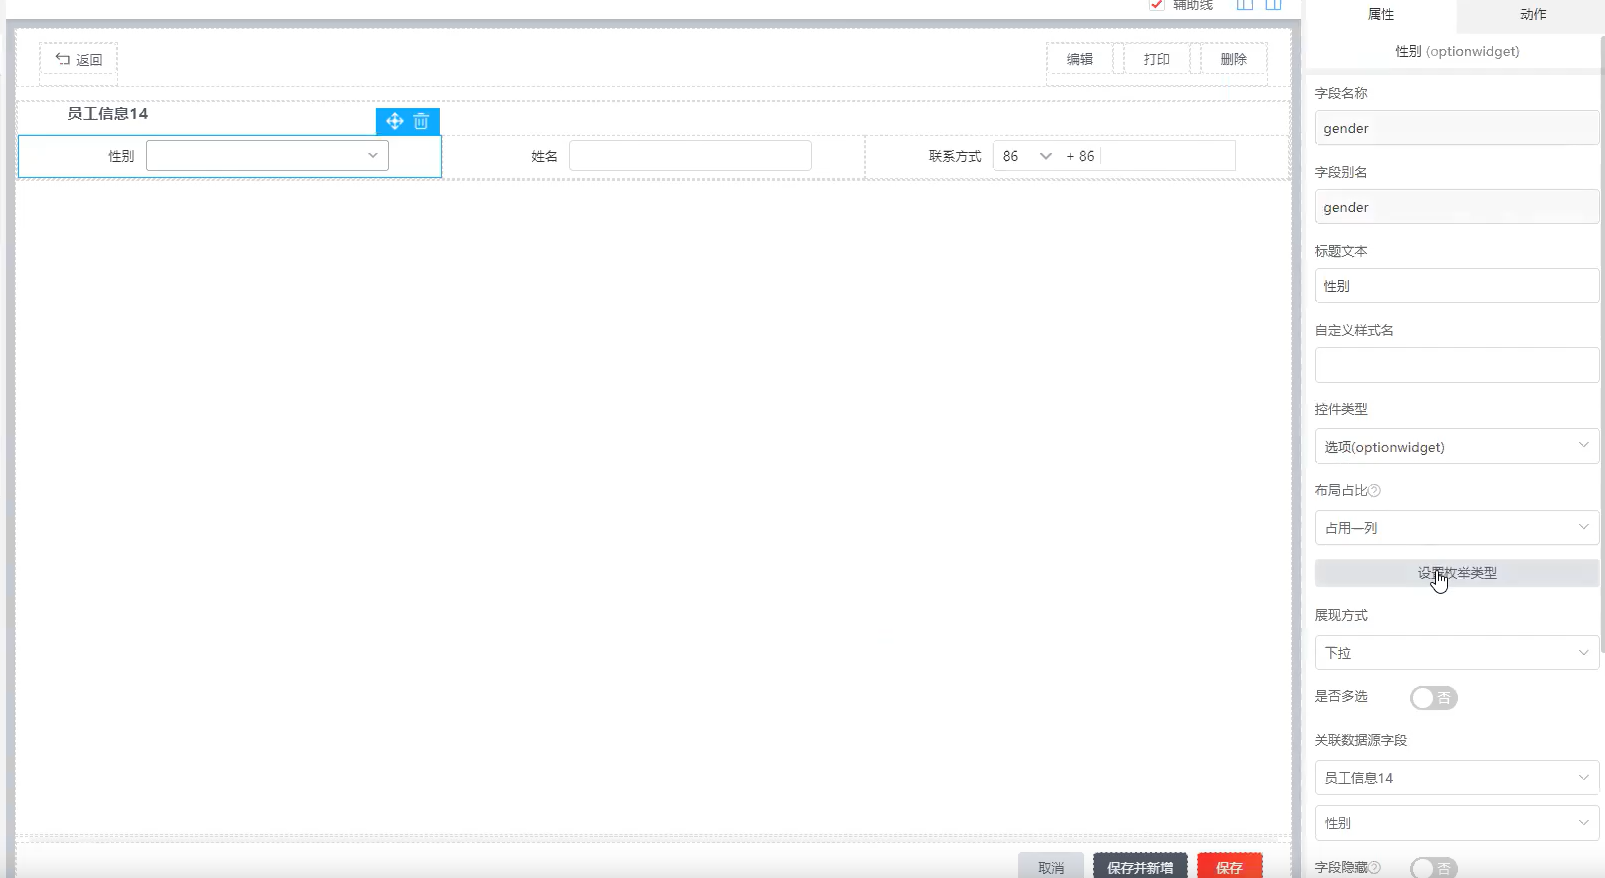 辅助线
返回
编辑
打印
删除
员工信息14
性别
姓名
联系方式 86 + 86
取消
保存并新增
保存
属性
动作
性别 (optionwidget)
字段名称
gender
字段别名
gender
标题文本
性别
自定义样式名
控件类型
选项(optionwidget)
布局占比
占用一列
设置枚举类型
展现方式
下拉
是否多选 否
关联数据源字段
员工信息14
性别
字段隐藏 否